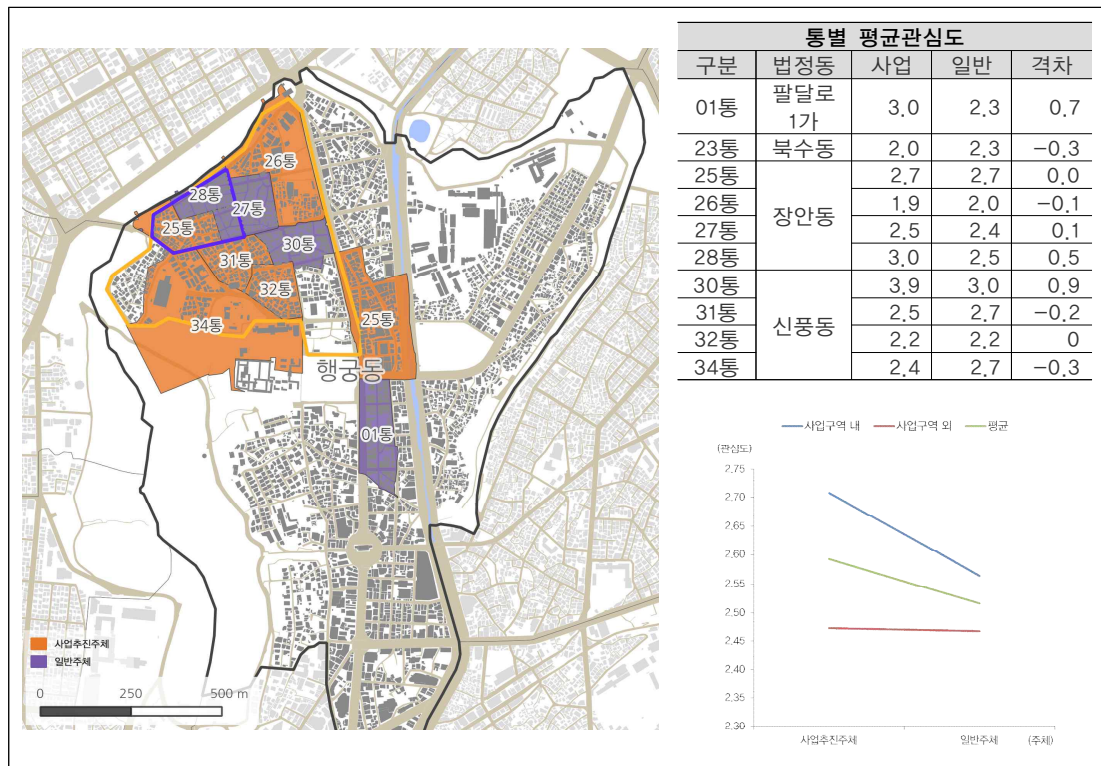 26통
28통
27통
25통
30통
31통
32통
34통
25통
행궁동
01통
사업추진주체
일반주체
0 250 500 m
통별 평균관심도
구분 법정동 사업 일반 격차
01통 팔달로 1가 3.0 2.3 0.7
23통 북수동 2.0 2.3 -0.3
25통 장안동 2.7 2.7 0.0
26통 1.9 2.0 -0.1
27통 2.5 2.4 0.1
28통 3.0 2.5 0.5
30통 신풍동 3.9 3.0 0.9
31통 2.5 2.7 -0.2
32통 2.2 2.2 0
34통 2.4 2.7 -0.3
사업구역 내 사업구역 외 평균
(관심도)
2.75
2.70
2.65
2.60
2.55
2.50
2.45
2.40
2.35
2.30
사업추진주체 일반주체 (주체)